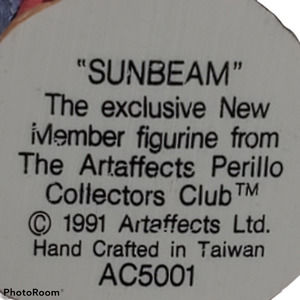 "SUNBEAM"
The exclusive New
Member figurine from
The Artaffects Perillo
Collectors Club™
© 1991 Artaffects Ltd.
Hand Crafted in Taiwan
AC5001
PhotoRoom